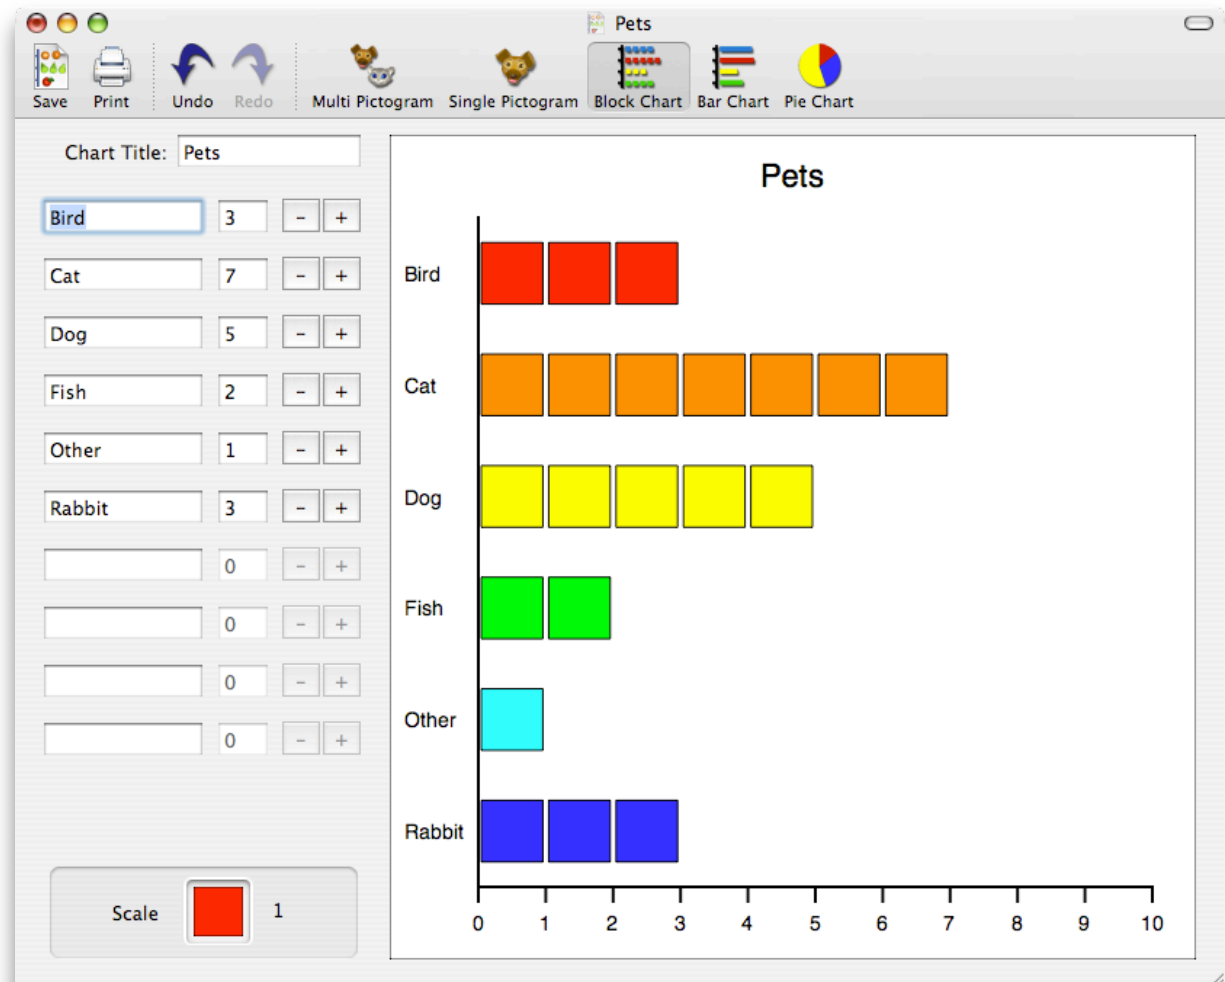 Pets
Save Print Undo Redo Multi Pictogram Single Pictogram Block Chart Bar Chart Pie Chart
Chart Title: Pets
Bird 3 - +
Cat 7 - +
Dog 5 - +
Fish 2 - +
Other 1 - +
Rabbit 3 - +
0 - +
0 - +
0 - +
0 - +
Scale 1
Pets
Bird
Cat
Dog
Fish
Other
Rabbit
0 1 2 3 4 5 6 7 8 9 10